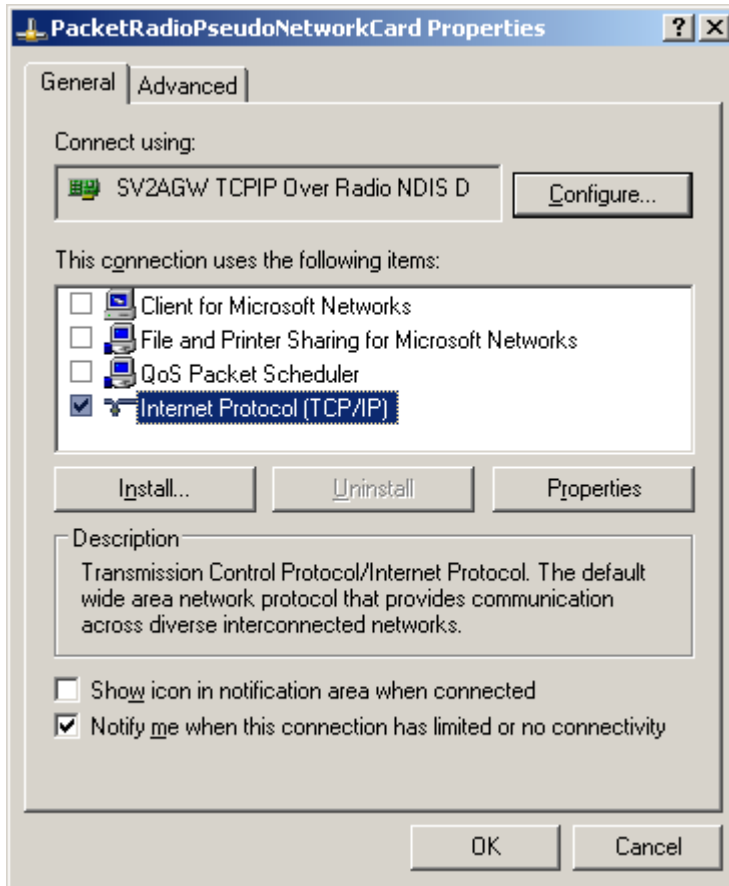 PacketRadioPseudoNetworkCard Properties
General Advanced
Connect using:
SV2AGW TCPIP Over Radio NDIS D Configure...
This connection uses the following items:
Client for Microsoft Networks
File and Printer Sharing for Microsoft Networks
QoS Packet Scheduler
Internet Protocol (TCP/IP)
Install... Uninstall Properties
Description
Transmission Control Protocol/Internet Protocol. The default
wide area network protocol that provides communication
across diverse interconnected networks.
Show icon in notification area when connected
Notify me when this connection has limited or no connectivity
OK Cancel